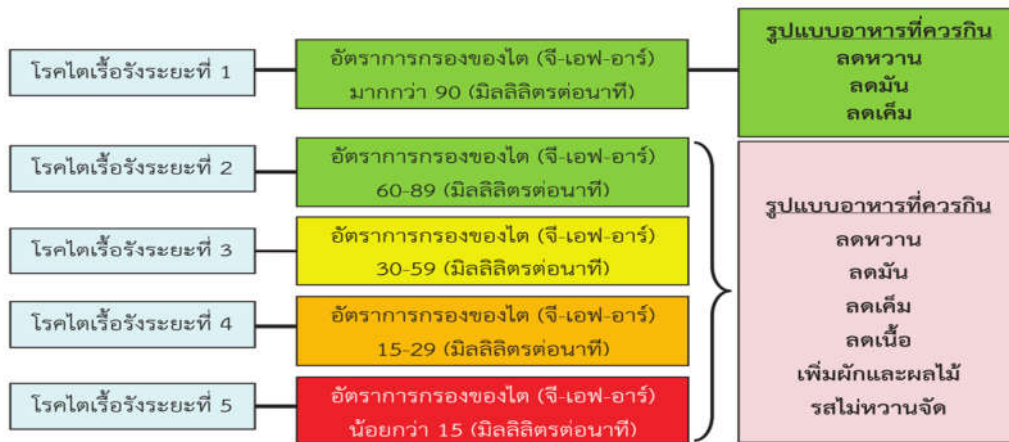 โรคไตเรื้อรังระยะที่ 1
อัตราการกรองของไต (จี-เอฟ-อาร์)
มากกว่า 90 (มิลลิลิตรต่อนาที)
รูปแบบอาหารที่ควรกิน
ลดหวาน
ลดมัน
ลดเค็ม
โรคไตเรื้อรังระยะที่ 2
อัตราการกรองของไต (จี-เอฟ-อาร์)
60-89 (มิลลิลิตรต่อนาที)
โรคไตเรื้อรังระยะที่ 3
อัตราการกรองของไต (จี-เอฟ-อาร์)
30-59 (มิลลิลิตรต่อนาที)
โรคไตเรื้อรังระยะที่ 4
อัตราการกรองของไต (จี-เอฟ-อาร์)
15-29 (มิลลิลิตรต่อนาที)
โรคไตเรื้อรังระยะที่ 5
อัตราการกรองของไต (จี-เอฟ-อาร์)
น้อยกว่า 15 (มิลลิลิตรต่อนาที)
รูปแบบอาหารที่ควรกิน
ลดหวาน
ลดมัน
ลดเค็ม
ลดเนื้อ
เพิ่มผักและผลไม้
รสไม่หวานจัด